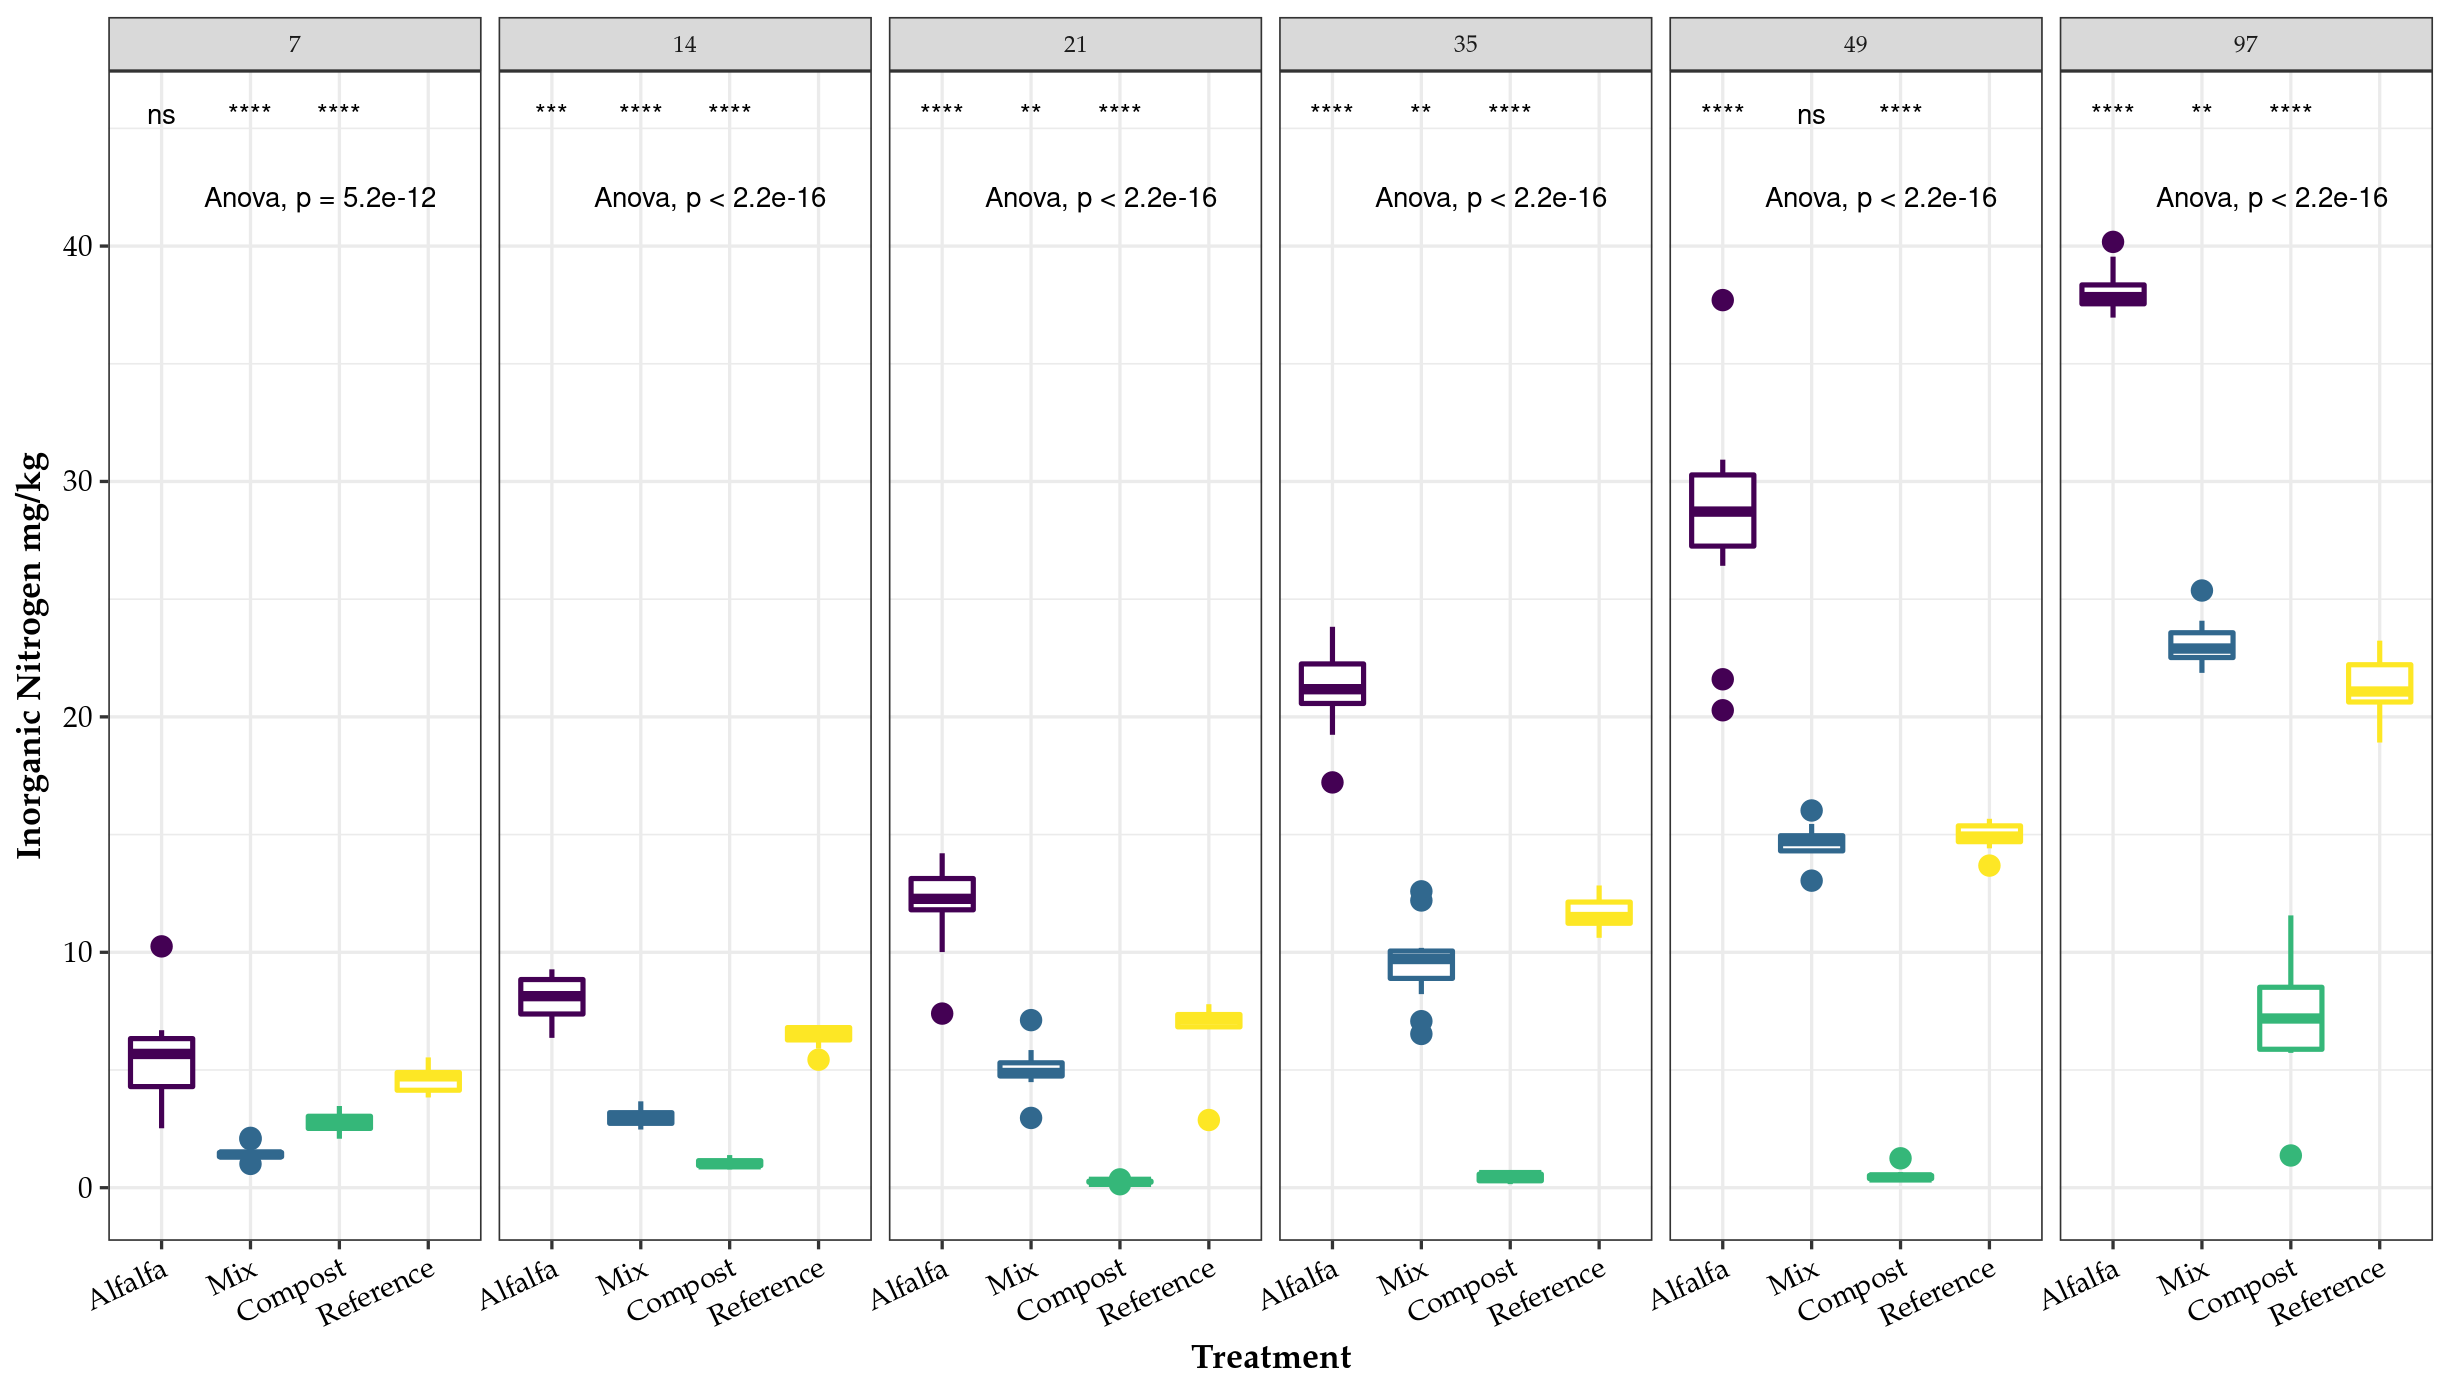 7 14 21 35 49 97
ns **** **** *** **** **** **** ** **** **** ** **** **** ns **** **** ** ****
Anova, p = 5.2e-12 Anova, p < 2.2e-16 Anova, p < 2.2e-16 Anova, p < 2.2e-16 Anova, p < 2.2e-16 Anova, p < 2.2e-16
40
30
20
10
0
Inorganic Nitrogen mg/kg
Alfalfa Mix Compost Reference Alfalfa Mix Compost Reference Alfalfa Mix Compost Reference Alfalfa Mix Compost Reference Alfalfa Mix Compost Reference Alfalfa Mix Compost Reference
Treatment